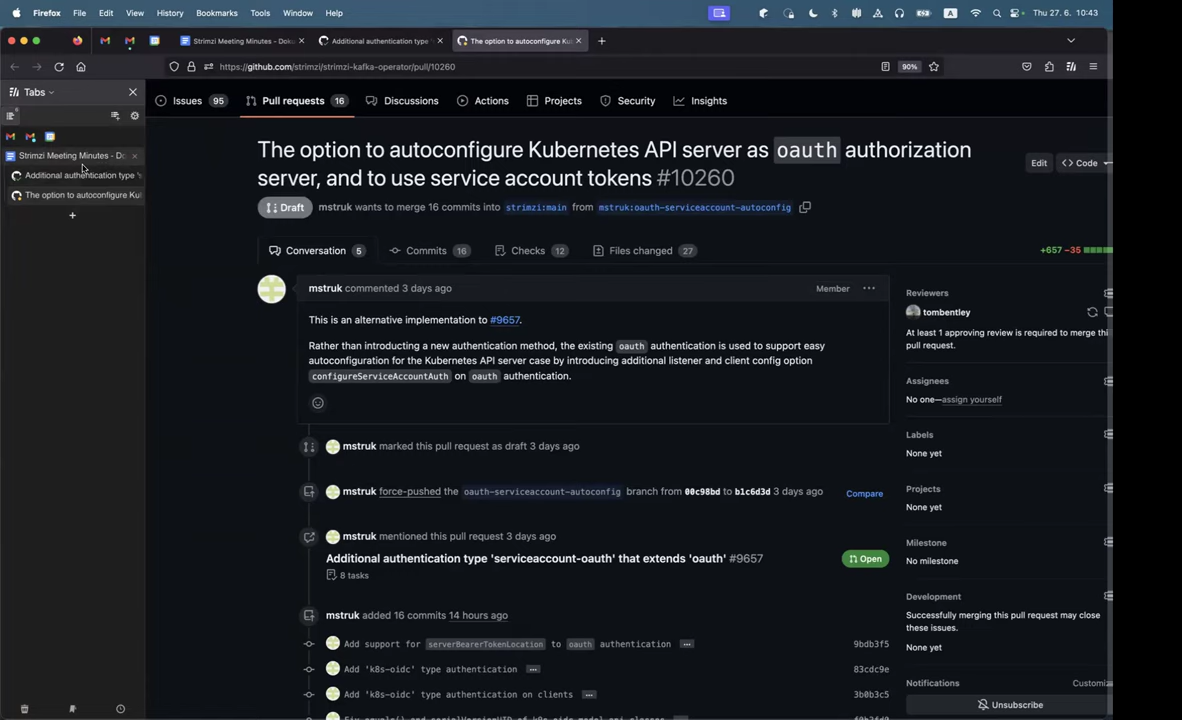 Firefox File Edit View History Bookmarks Tools Window Help A Thu 27. 6. 10:43
Strimzi Meeting Minutes - Dok × Additional authentication type ' × The option to autoconfigure Ku × +
https://github.com/strimzi/strimzi-kafka-operator/pull/10260 90%
Tabs
Strimzi Meeting Minutes - Do
Additional authentication type 's
The option to autoconfigure Kul
+
Issues 95 Pull requests 16 Discussions Actions Projects Security Insights
The option to autoconfigure Kubernetes API server as oauth authorization
server, and to use service account tokens #10260
Edit <> Code
Draft mstruk wants to merge 16 commits into strimzi:main from mstruk:oauth-serviceaccount-autoconfig
Conversation 5 Commits 16 Checks 12 Files changed 27 +657 −35
mstruk commented 3 days ago Member ...
This is an alternative implementation to #9657.
Rather than introducing a new authentication method, the existing oauth authentication is used to support easy
autoconfiguration for the Kubernetes API server case by introducing additional listener and client config option
configureServiceAccountAuth on oauth authentication.
mstruk marked this pull request as draft 3 days ago
mstruk force-pushed the oauth-serviceaccount-autoconfig branch from 00c98bd to b1c6d3d 3 days ago Compare
mstruk mentioned this pull request 3 days ago
Additional authentication type 'serviceaccount-oauth' that extends 'oauth' #9657 Open
8 tasks
mstruk added 16 commits 14 hours ago
Add support for serverBearerTokenLocation to oauth authentication ... 9bdb3f5
Add 'k8s-oidc' type authentication ... 83cdc9e
Add 'k8s-oidc' type authentication on clients ... 3b0b3c5
Reviewers
tombentley
At least 1 approving review is required to merge this
pull request.
Assignees
No one—assign yourself
Labels
None yet
Projects
None yet
Milestone
No milestone
Development
Successfully merging this pull request may close
these issues.
None yet
Notifications Customiz
Unsubscribe